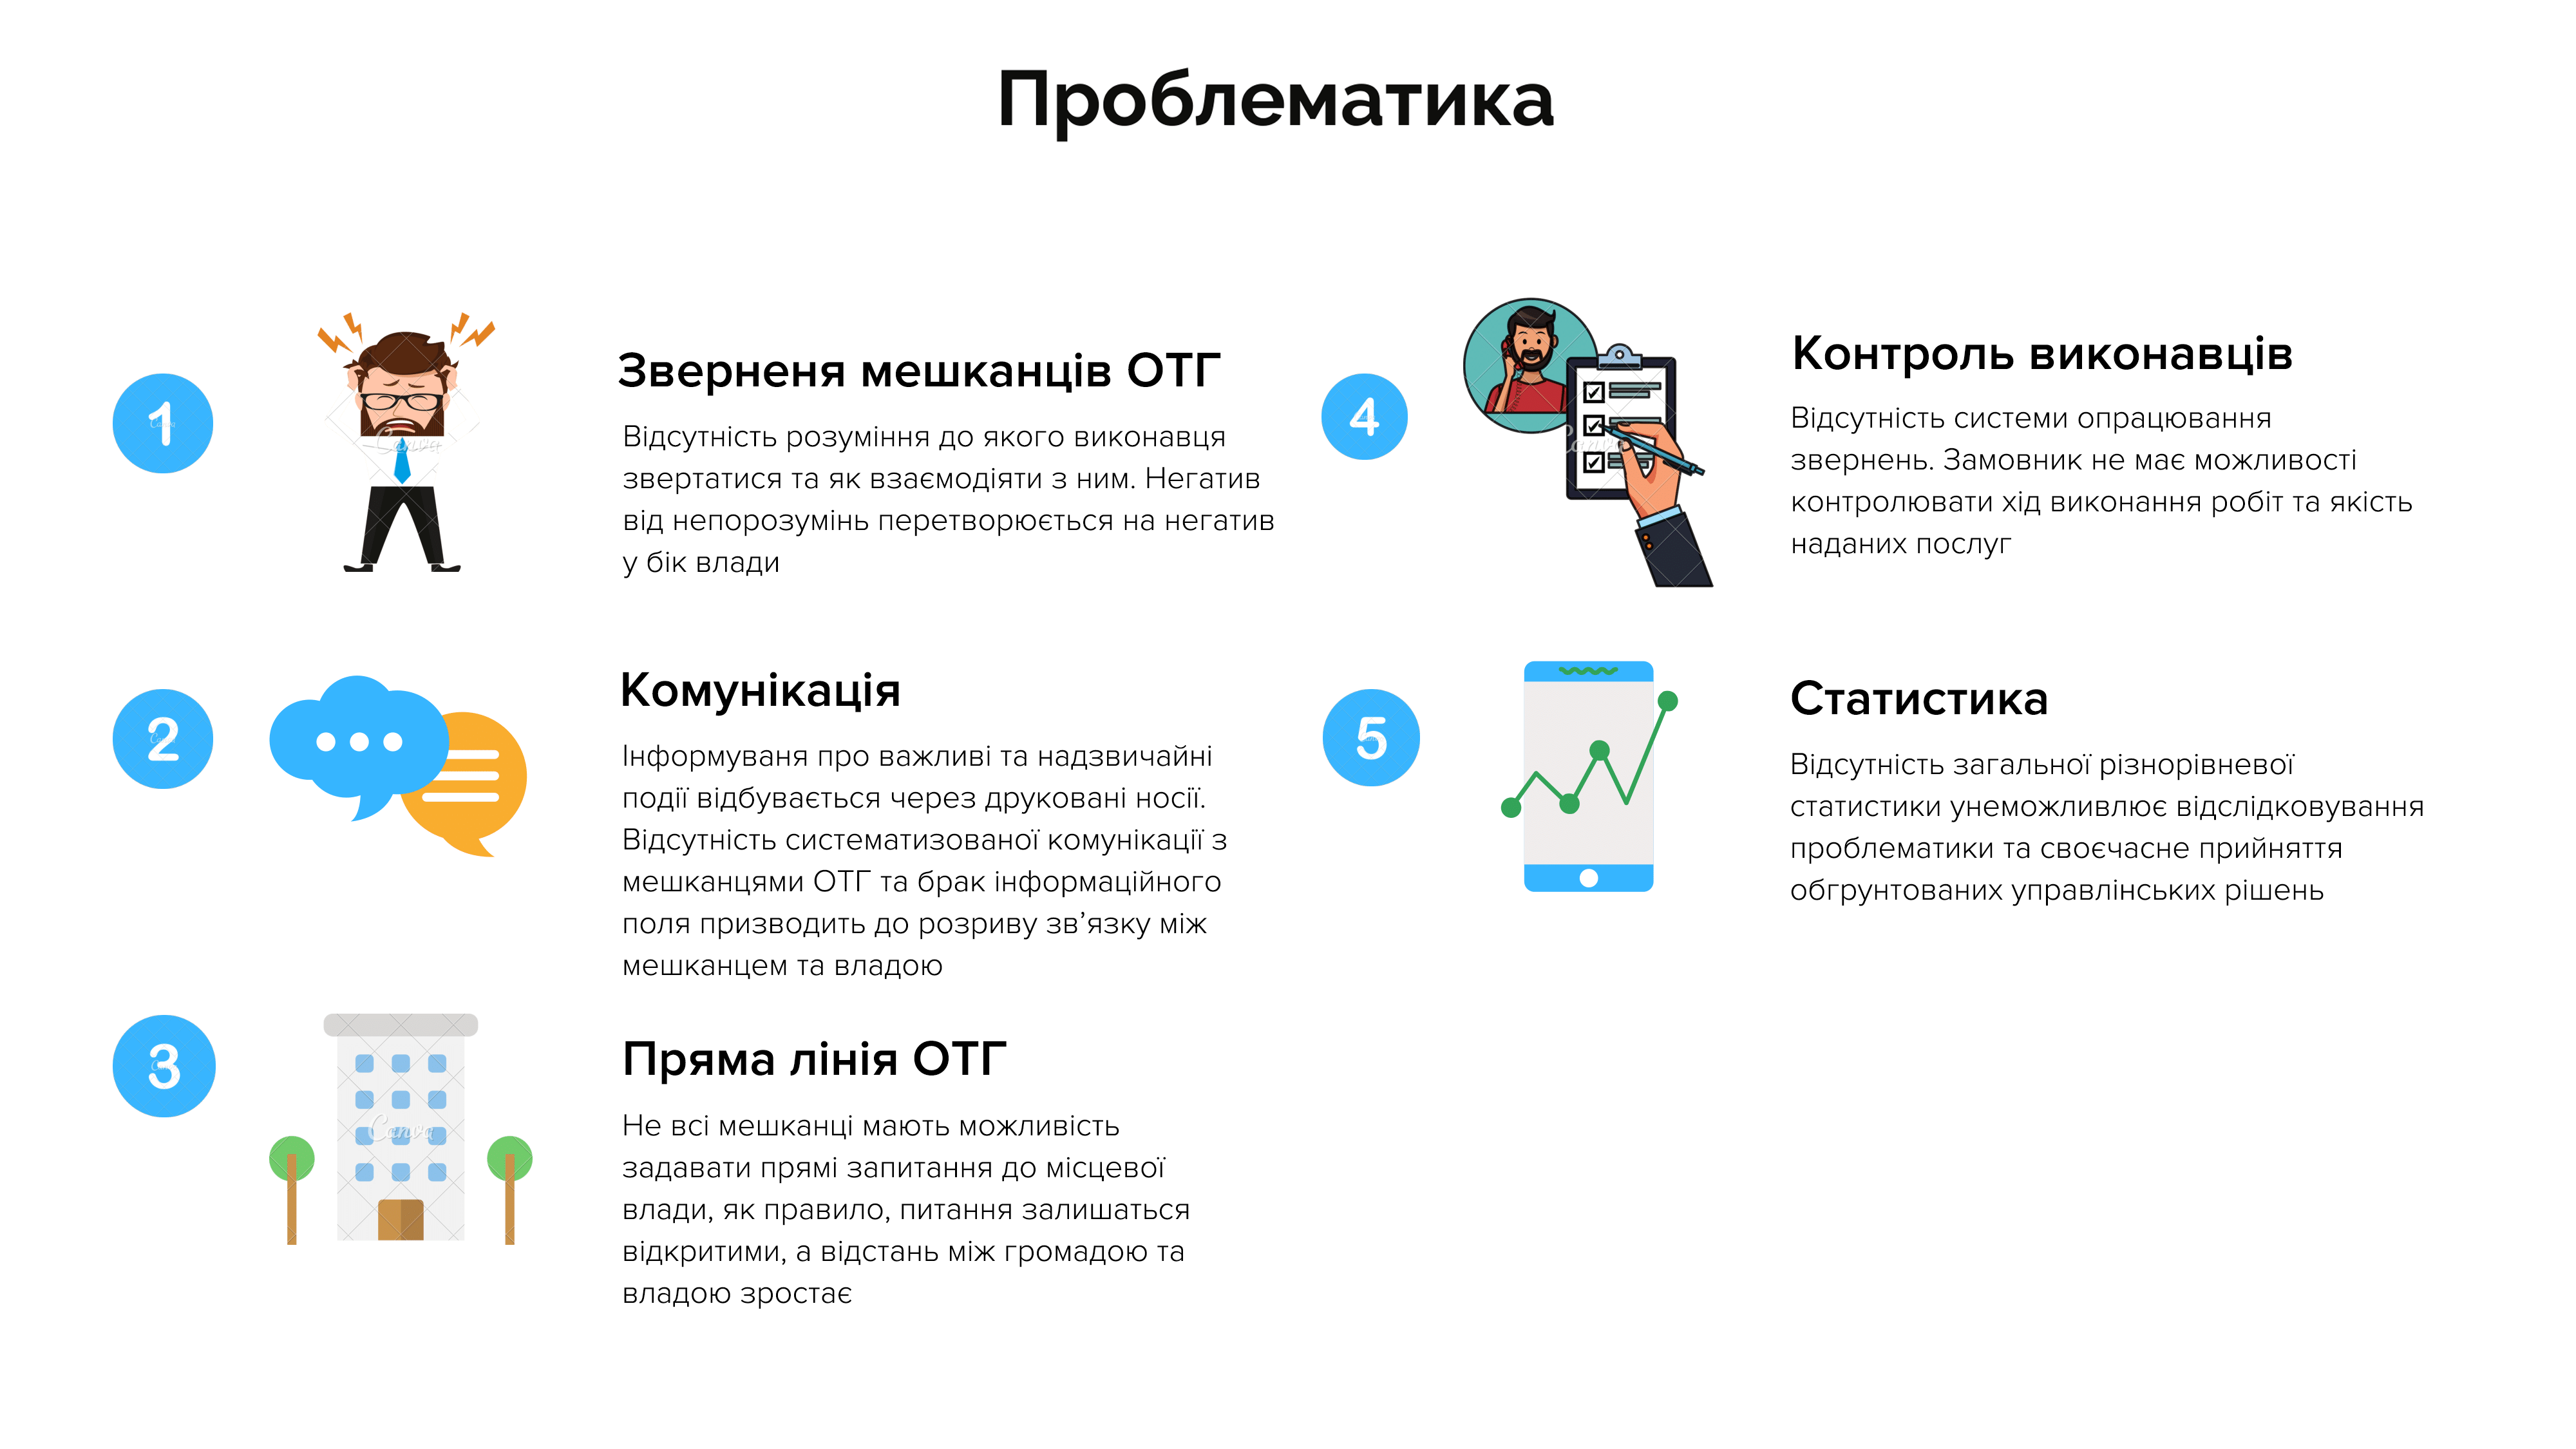 Проблематика
1
Зверненя мешканців ОТГ
Відсутність розуміння до якого виконавця
звертатися та як взаємодіяти з ним. Негатив
від непорозумінь перетворюється на негатив
у бік влади
2
Комунікація
Інформуваня про важливі та надзвичайні
події відбувається через друковані носії.
Відсутність систематизованої комунікації з
мешканцями ОТГ та брак інформаційного
поля призводить до розриву зв’язку між
мешканцем та владою
3
Пряма лінія ОТГ
Не всі мешканці мають можливість
задавати прямі запитання до місцевої
влади, як правило, питання залишаться
відкритими, а відстань між громадою та
владою зростає
4
Контроль виконавців
Відсутність системи опрацювання
звернень. Замовник не має можливості
контролювати хід виконання робіт та якість
наданих послуг
5
Статистика
Відсутність загальної різнорівневої
статистики унеможливлює відслідковування
проблематики та своєчасне прийняття
обгрунтованих управлінських рішень
Canva
Canva
Canva